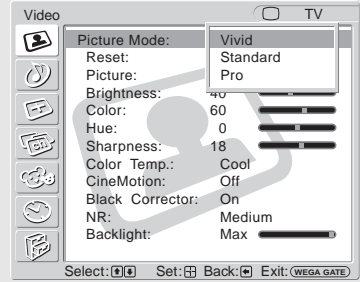 Video TV
Picture Mode: Vivid
Reset: Standard
Picture: Pro
Brightness: 40
Color: 60
Hue: 0
Sharpness: 18
Color Temp.: Cool
CineMotion: Off
Black Corrector: On
NR: Medium
Backlight: Max
Select: Set: Back: Exit: WEGA GATE